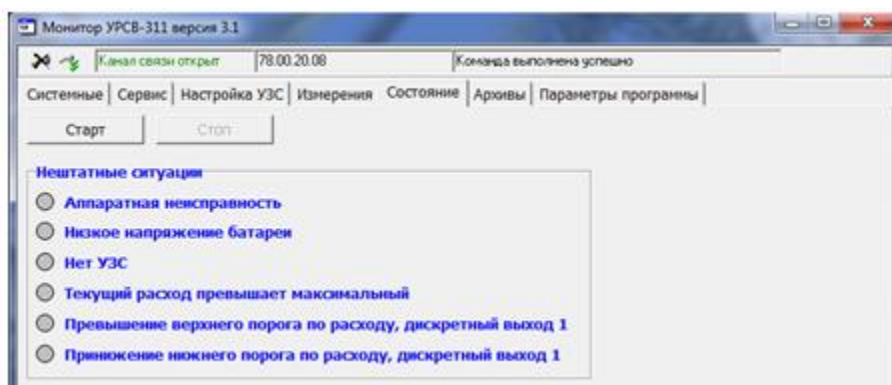 Монитор УРСВ-311 версия 3.1
Канал связи открыт 78.00.20.08 Команда выполнена успешно
Системные Сервис Настройка УЗС Измерения Состояние Архивы Параметры программы
Старт Стоп
Нештатные ситуации
Аппаратная неисправность
Низкое напряжение батареи
Нет УЗС
Текущий расход превышает максимальный
Превышение верхнего порога по расходу, дискретный выход 1
Принижение нижнего порога по расходу, дискретный выход 1